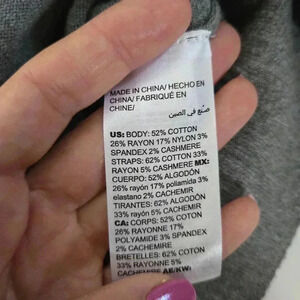 MADE IN CHINA/ HECHO EN
CHINA/ FABRIQUÉ EN
CHINE/
صنع في الصين
US: BODY: 52% COTTON
26% RAYON 17% NYLON 3%
SPANDEX 2% CASHMERE
STRAPS: 62% COTTON 33%
RAYON 5% CASHMERE MX:
CUERPO: 52% ALGODÓN
26% rayón 17% poliamida 3%
elastano 2% CACHEMIR
TIRANTES: 62% ALGODÓN
33% rayón 5% CACHEMIR
CA: CORPS: 52% COTON
26% RAYONNE 17%
POLYAMIDE 3% SPANDEX
2% CACHEMIRE
BRETELLES: 62% COTON
33% RAYONNE 5%
CACHEMIRE AE/KW: